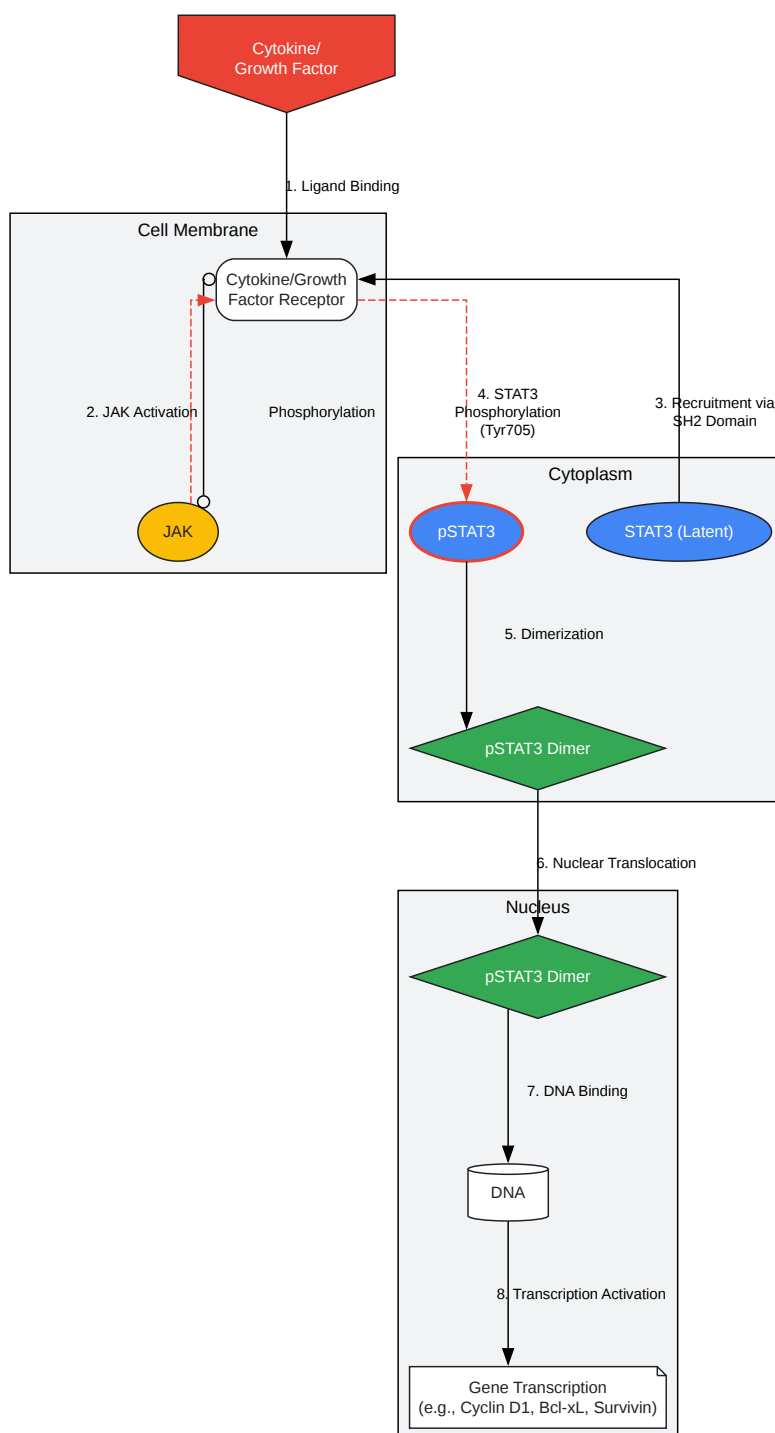 Cytokine/
Growth Factor
1. Ligand Binding
Cell Membrane
Cytokine/Growth
Factor Receptor
2. JAK Activation
Phosphorylation
4. STAT3
Phosphorylation
(Tyr705)
3. Recruitment via
SH2 Domain
Cytoplasm
JAK
pSTAT3
STAT3 (Latent)
5. Dimerization
pSTAT3 Dimer
6. Nuclear Translocation
Nucleus
pSTAT3 Dimer
7. DNA Binding
DNA
8. Transcription Activation
Gene Transcription
(e.g., Cyclin D1, Bcl-xL, Survivin)